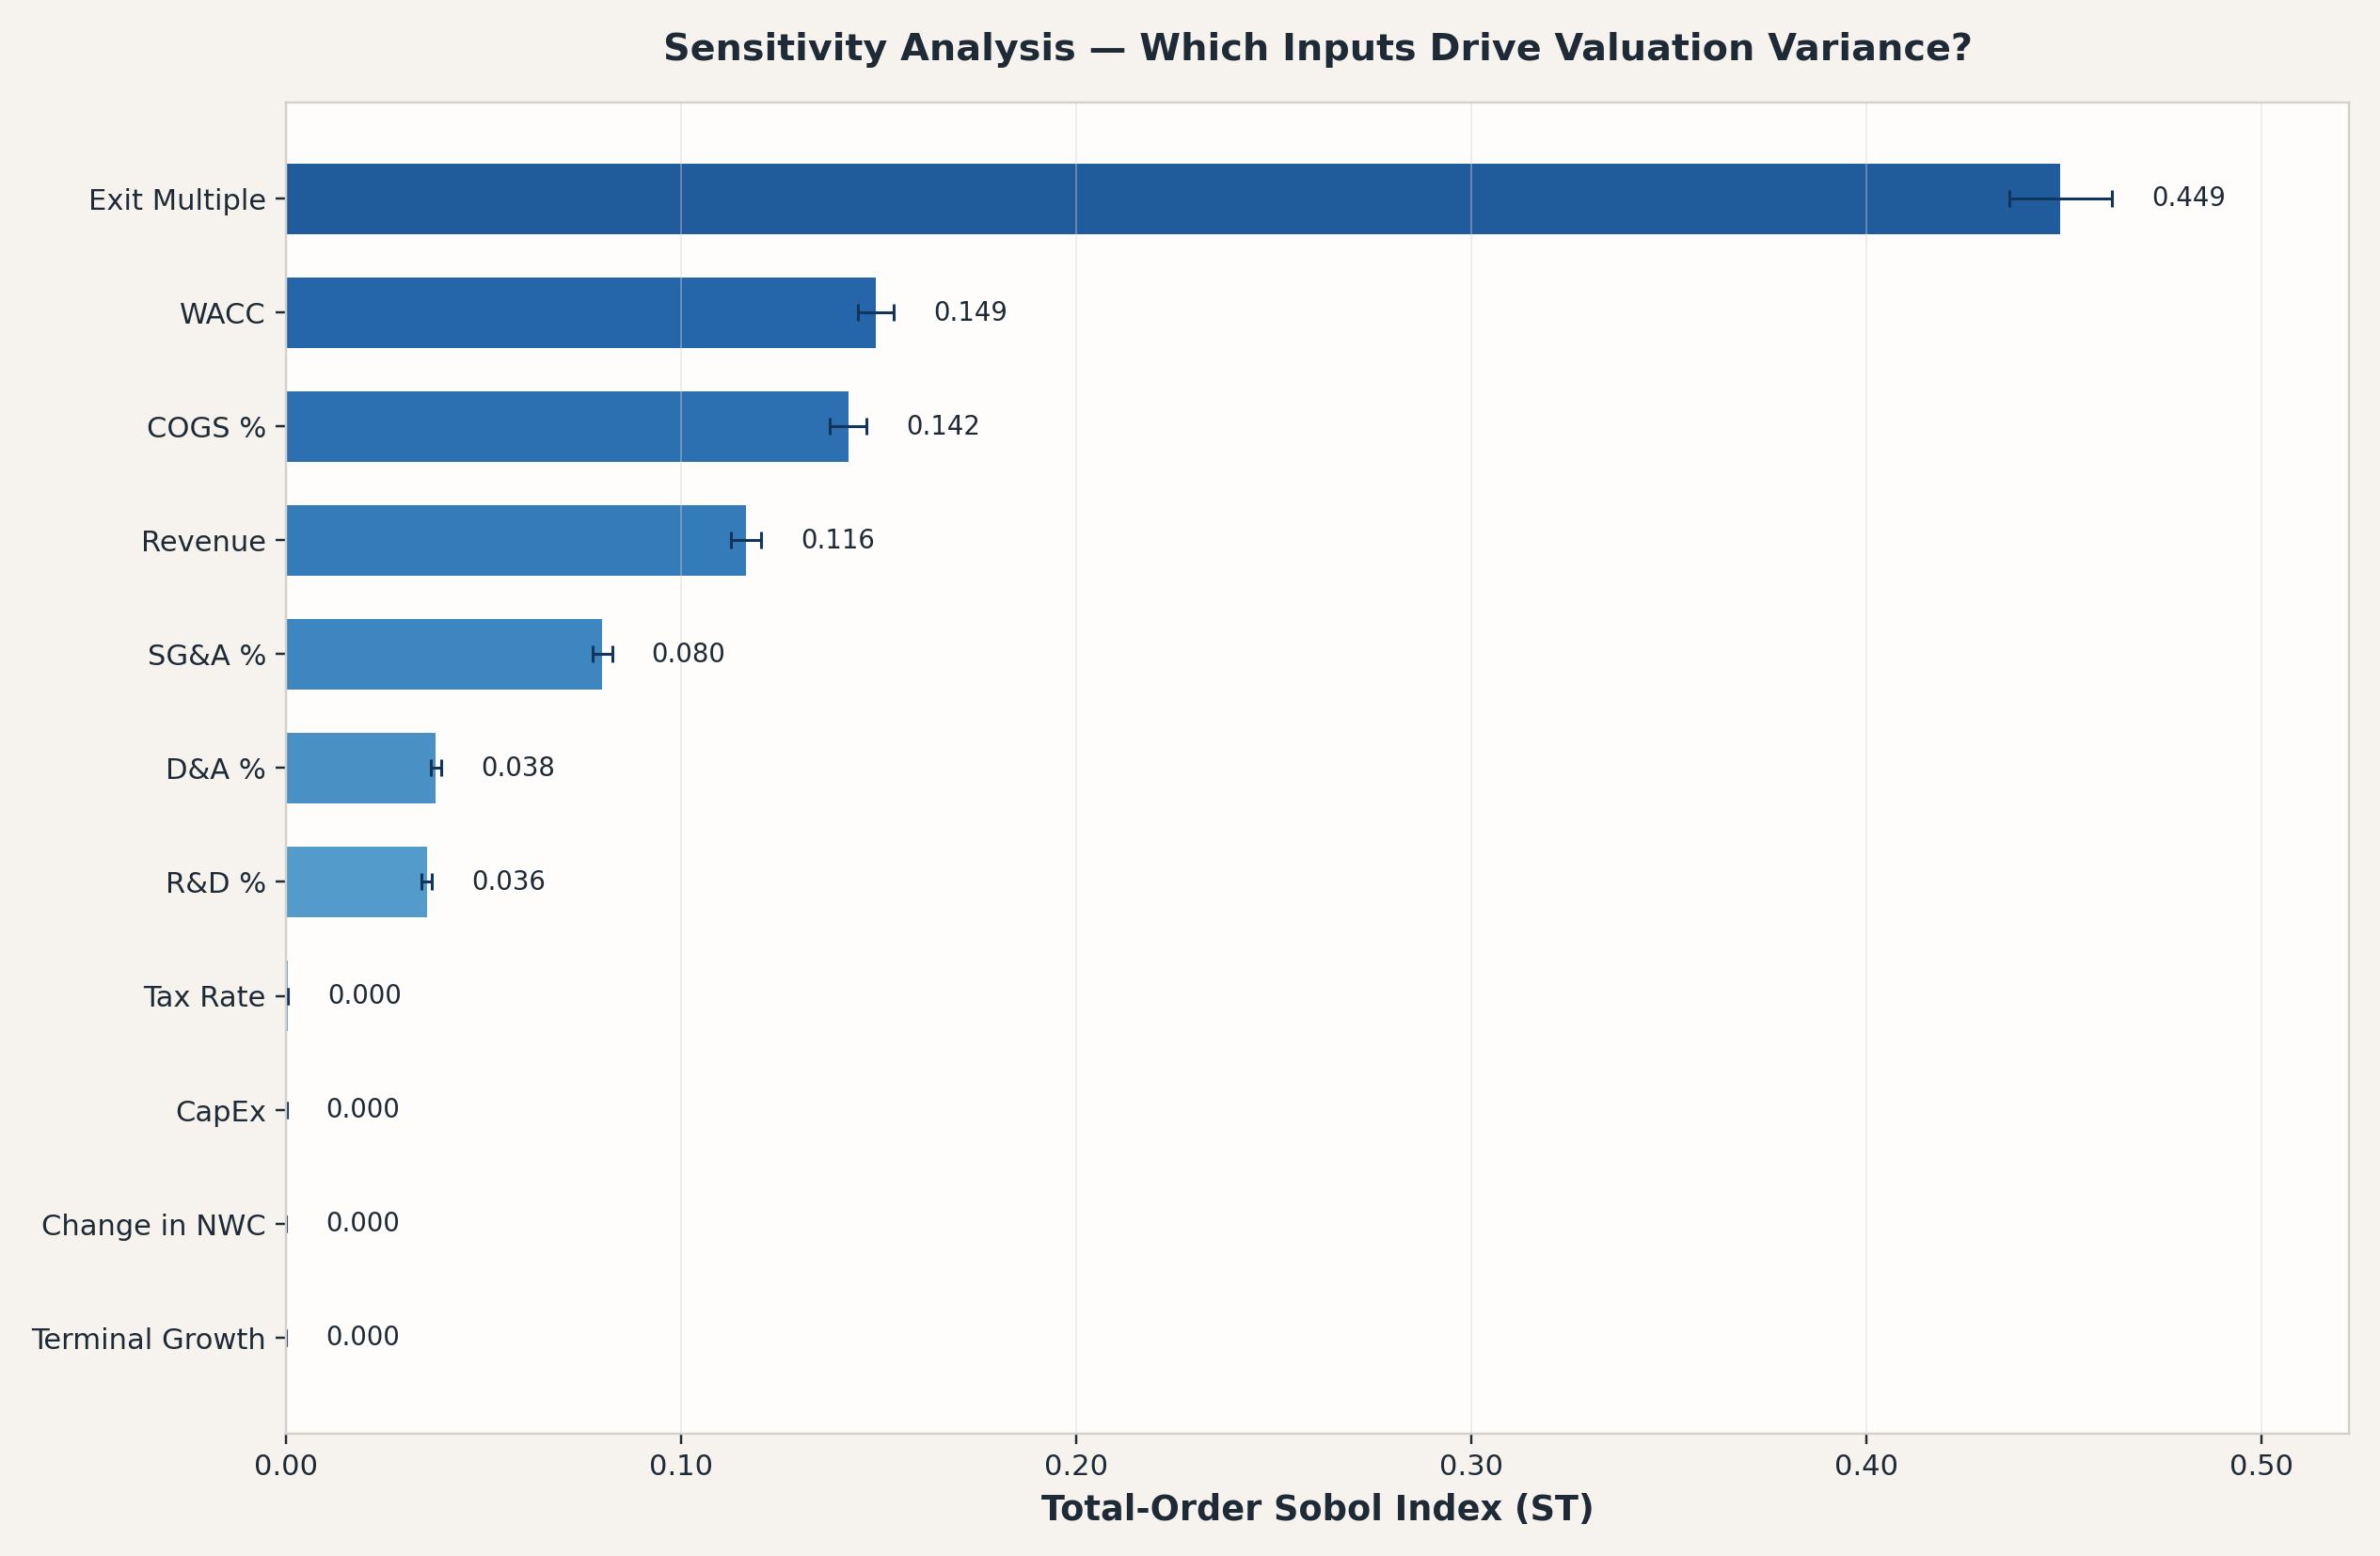 Sensitivity Analysis — Which Inputs Drive Valuation Variance?
Exit Multiple 0.449
WACC 0.149
COGS % 0.142
Revenue 0.116
SG&A % 0.080
D&A % 0.038
R&D % 0.036
Tax Rate 0.000
CapEx 0.000
Change in NWC 0.000
Terminal Growth 0.000
0.00 0.10 0.20 0.30 0.40 0.50
Total-Order Sobol Index (ST)